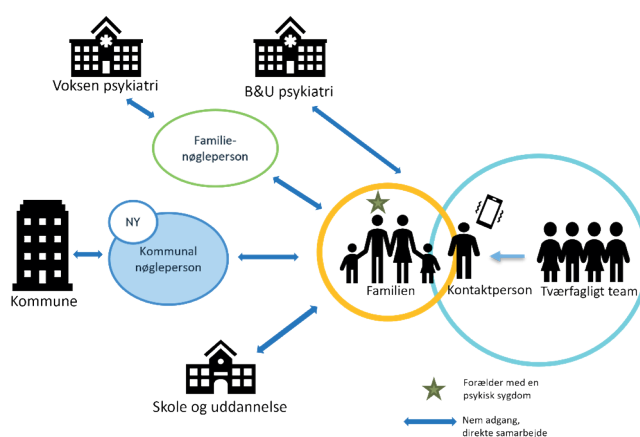 Voksen psykiatri
B&U psykiatri
Familie-
nøgleperson
NY
Kommunal
nøgleperson
Kommune
Familien
Kontaktperson
Tværfagligt team
Skole og uddannelse
Forælder med en
psykisk sygdom
Nem adgang,
direkte samarbejde